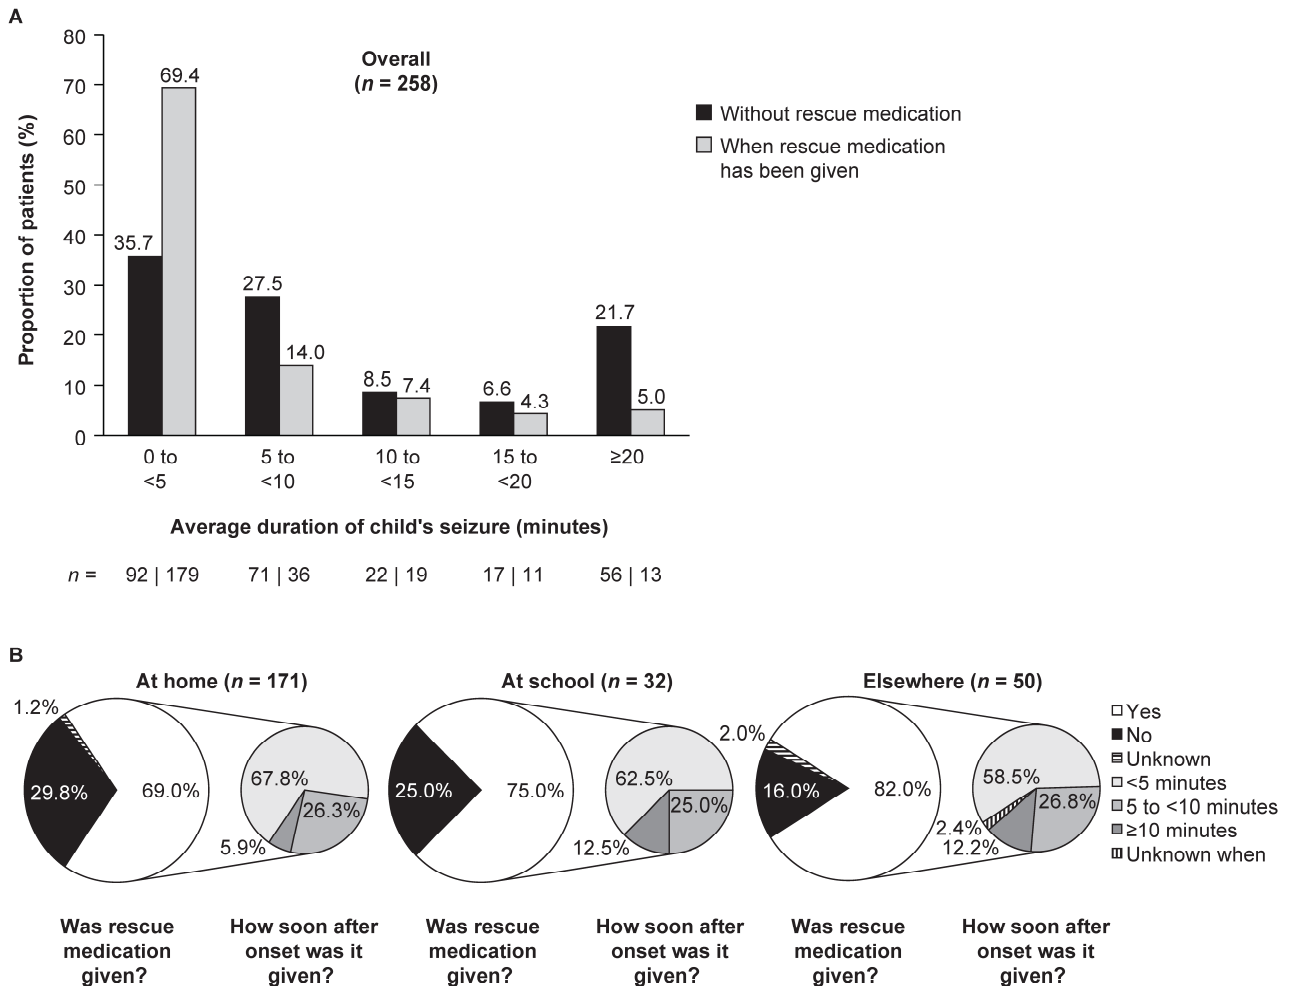 A
Overall
(n = 258)
Without rescue medication
When rescue medication
has been given
Proportion of patients (%)
80
70
60
50
40
30
20
10
0
35.7
69.4
27.5
14.0
8.5
7.4
6.6
4.3
21.7
5.0
0 to
<5
5 to
<10
10 to
<15
15 to
<20
≥20
Average duration of child's seizure (minutes)
n = 92 | 179 71 | 36 22 | 19 17 | 11 56 | 13
B
At home (n = 171)
1.2%
29.8%
69.0%
67.8%
26.3%
5.9%
Was rescue
medication
given?
How soon after
onset was it
given?
At school (n = 32)
25.0%
75.0%
62.5%
25.0%
12.5%
Was rescue
medication
given?
How soon after
onset was it
given?
Elsewhere (n = 50)
2.0%
16.0%
82.0%
58.5%
26.8%
2.4%
12.2%
Was rescue
medication
given?
How soon after
onset was it
given?
Yes
No
Unknown
<5 minutes
5 to <10 minutes
≥10 minutes
Unknown when